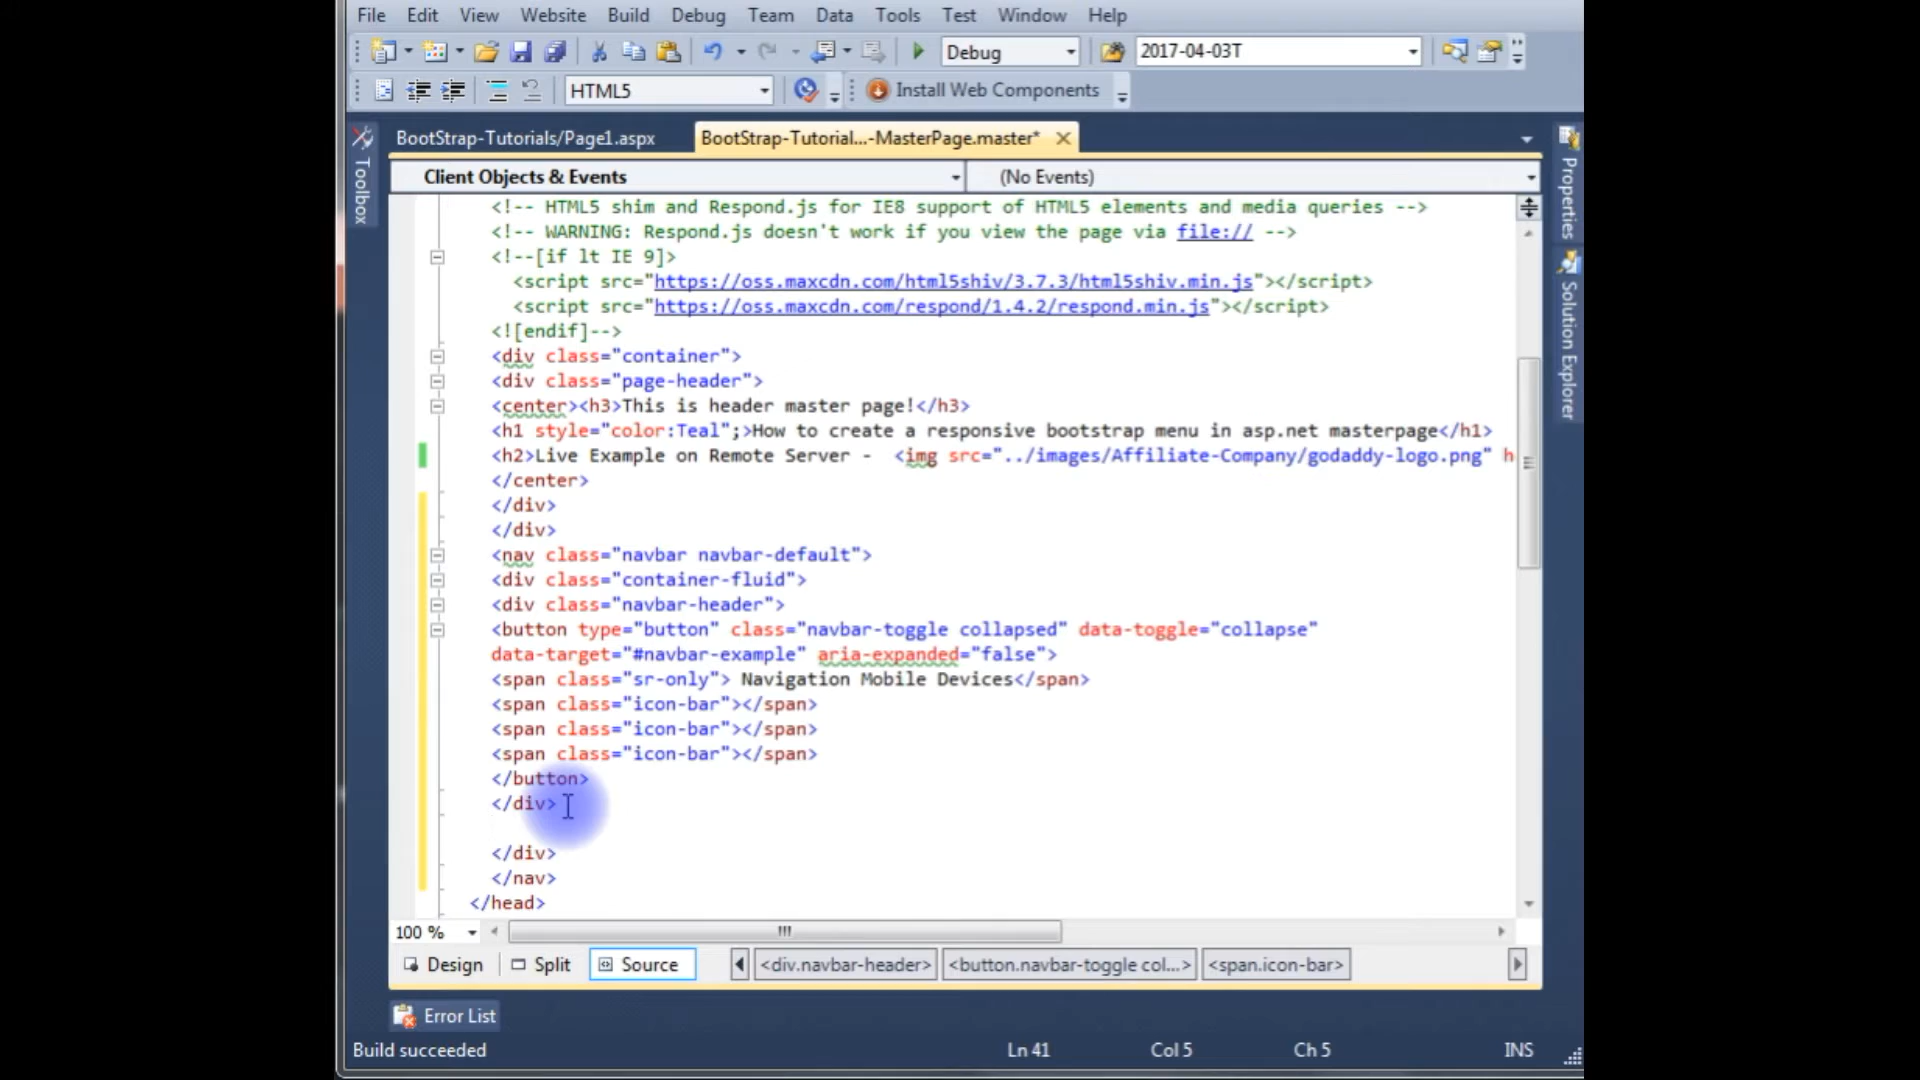 File Edit View Website Build Debug Team Data Tools Test Window Help
Debug 2017-04-03T
HTML5 Install Web Components
Toolbox
BootStrap-Tutorials/Page1.aspx BootStrap-Tutorial...-MasterPage.master*
Client Objects & Events (No Events)
Properties
Solution Explorer
<!-- HTML5 shim and Respond.js for IE8 support of HTML5 elements and media queries -->
<!-- WARNING: Respond.js doesn't work if you view the page via file:// -->
<!--[if lt IE 9]>
<script src="https://oss.maxcdn.com/html5shiv/3.7.3/html5shiv.min.js"></script>
<script src="https://oss.maxcdn.com/respond/1.4.2/respond.min.js"></script>
<![endif]-->
<div class="container">
<div class="page-header">
<center><h3>This is header master page!</h3>
<h1 style="color:Teal";>How to create a responsive bootstrap menu in asp.net masterpage</h1>
<h2>Live Example on Remote Server - <img src="../images/Affiliate-Company/godaddy-logo.png" h
</center>
</div>
</div>
<nav class="navbar navbar-default">
<div class="container-fluid">
<div class="navbar-header">
<button type="button" class="navbar-toggle collapsed" data-toggle="collapse"
data-target="#navbar-example" aria-expanded="false">
<span class="sr-only"> Navigation Mobile Devices</span>
<span class="icon-bar"></span>
<span class="icon-bar"></span>
<span class="icon-bar"></span>
</button>
</div>
</div>
</nav>
</head>
100 %
Design Split Source <div.navbar-header> <button.navbar-toggle col...> <span.icon-bar>
Error List
Build succeeded Ln 41 Col 5 Ch 5 INS